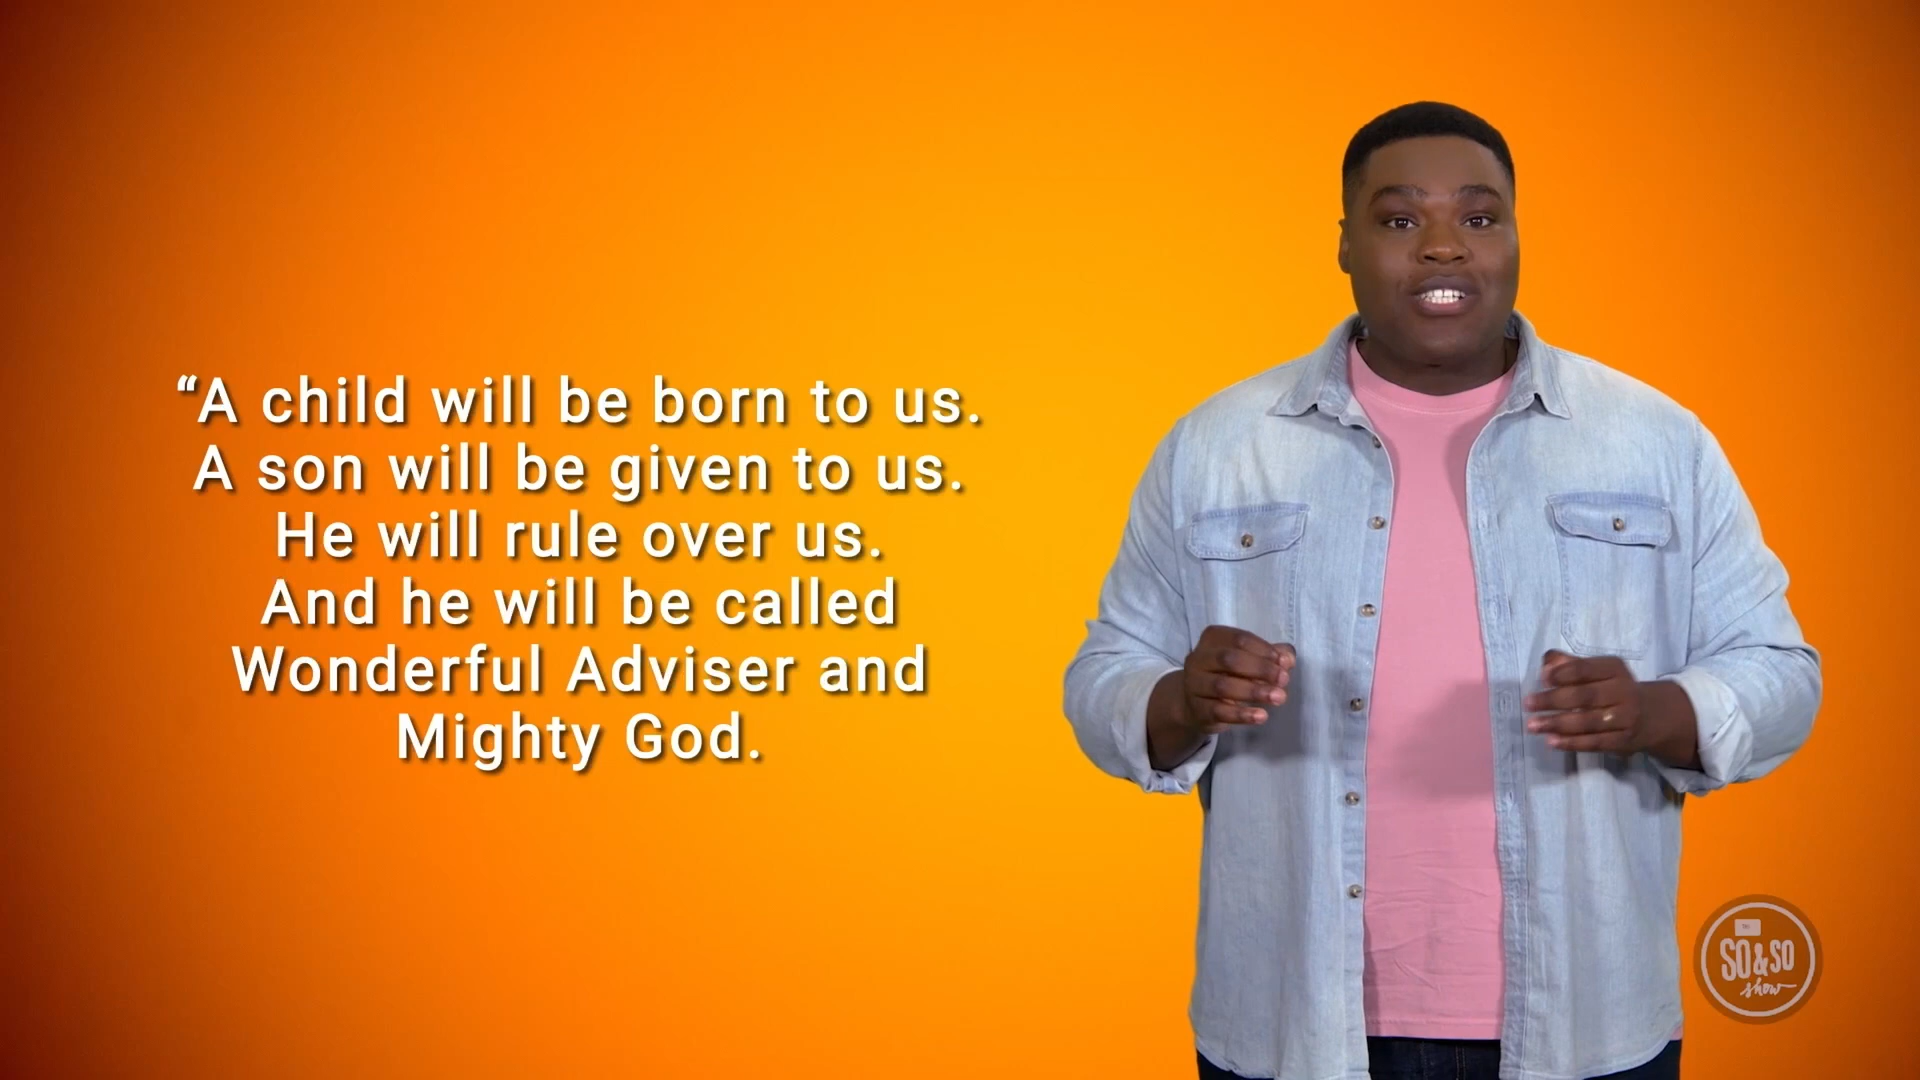 “A child will be born to us.
A son will be given to us.
He will rule over us.
And he will be called
Wonderful Adviser and
Mighty God.
SO & SO
show